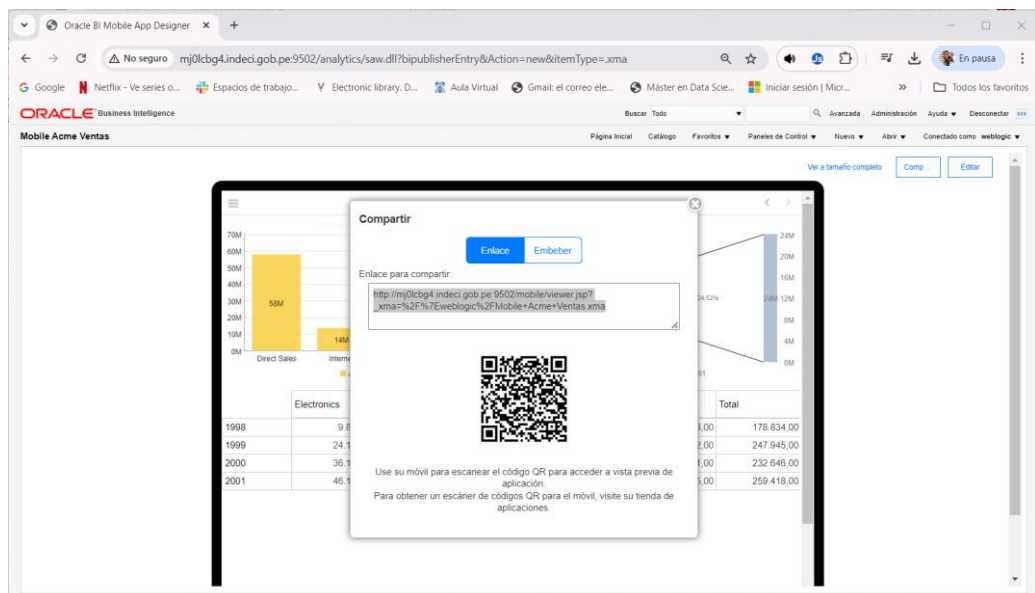 Oracle BI Mobile App Designer
No seguro mj0lcbg4.indeci.gob.pe:9502/analytics/saw.dll?bipublisherEntry&Action=new&itemType=.xma
En pausa
Google Netflix - Ve series o... Espacios de trabajo... Electronic library. D... Aula Virtual Gmail: el correo ele... Máster en Data Scie... Iniciar sesión | Micr... » Todos los favoritos
ORACLE Business Intelligence Buscar Todo Avanzada Administración Ayuda Desconectar
Mobile Acme Ventas Página Inicial Catálogo Favoritos Paneles de Control Nuevo Abrir Conectado como weblogic
Ver a tamaño completo Comp... Editar
Compartir
Enlace Embeber
Enlace para compartir:
http://mj0lcbg4.indeci.gob.pe:9502/mobile/viewer.jsp?
_xma=%2F%7Eweblogic%2FMobile+Acme+Ventas.xma
Use su móvil para escanear el código QR para acceder a vista previa de
aplicación.
Para obtener un escáner de códigos QR para el móvil, visite su tienda de
aplicaciones.
70M
60M
50M
40M
30M
20M
10M
0M
58M
14M
Direct Sales
24M
20M
16M
12M
8M
4M
0M
24M
Electronics Total
1998 178.834,00
1999 247.945,00
2000 232.646,00
2001 259.418,00